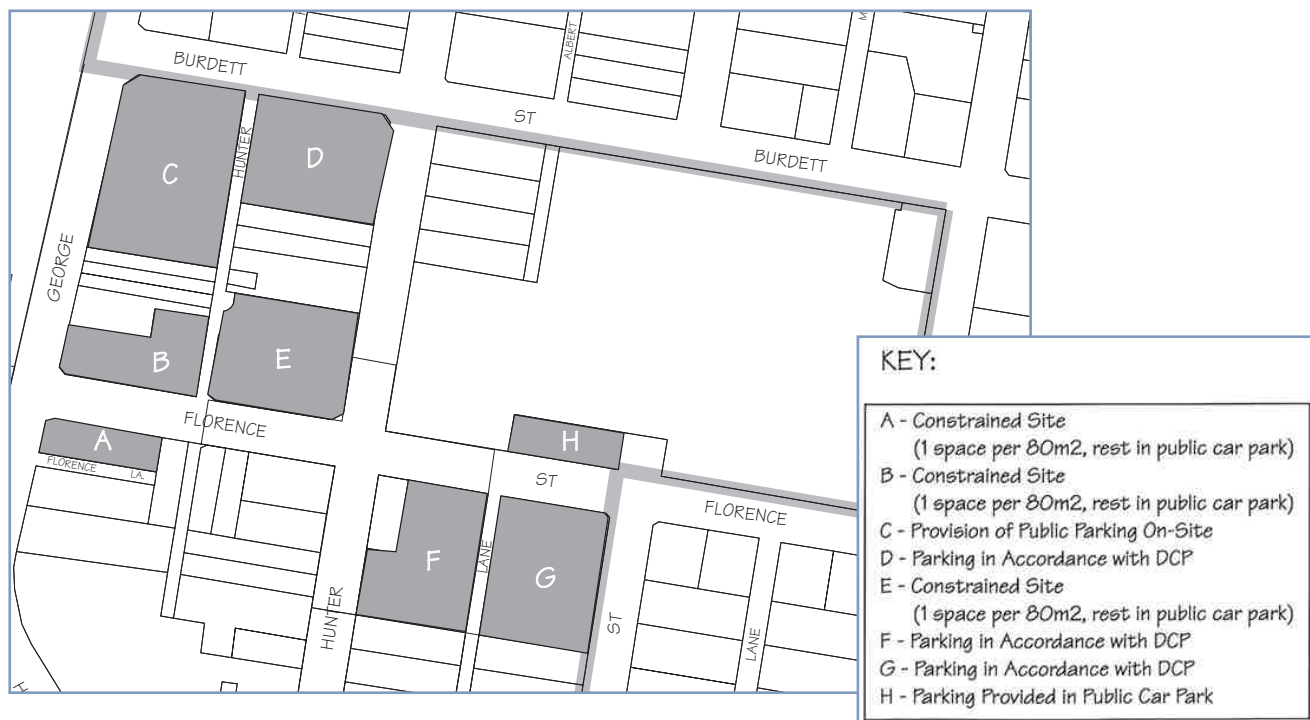 BURDETT
ALBERT
M
ST
BURDETT
HUNTER
C
D
GEORGE
B
E
FLORENCE
A
H
FLORENCE
LA.
ST
FLORENCE
F
LANE
G
HUNTER
ST
LANE
H
KEY:
A - Constrained Site
(1 space per 80m2, rest in public car park)
B - Constrained Site
(1 space per 80m2, rest in public car park)
C - Provision of Public Parking On-Site
D - Parking in Accordance with DCP
E - Constrained Site
(1 space per 80m2, rest in public car park)
F - Parking in Accordance with DCP
G - Parking in Accordance with DCP
H - Parking Provided in Public Car Park